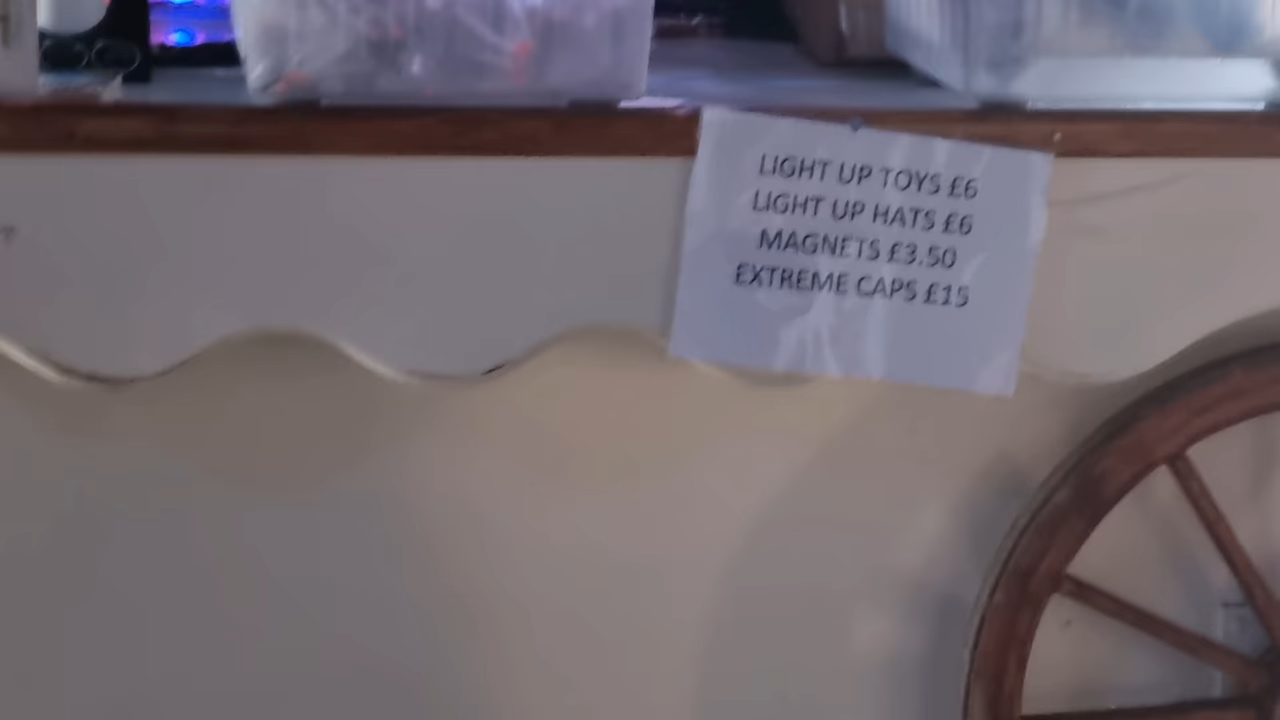 LIGHT UP TOYS £6
LIGHT UP HATS £6
MAGNETS £3.50
EXTREME CAPS £15